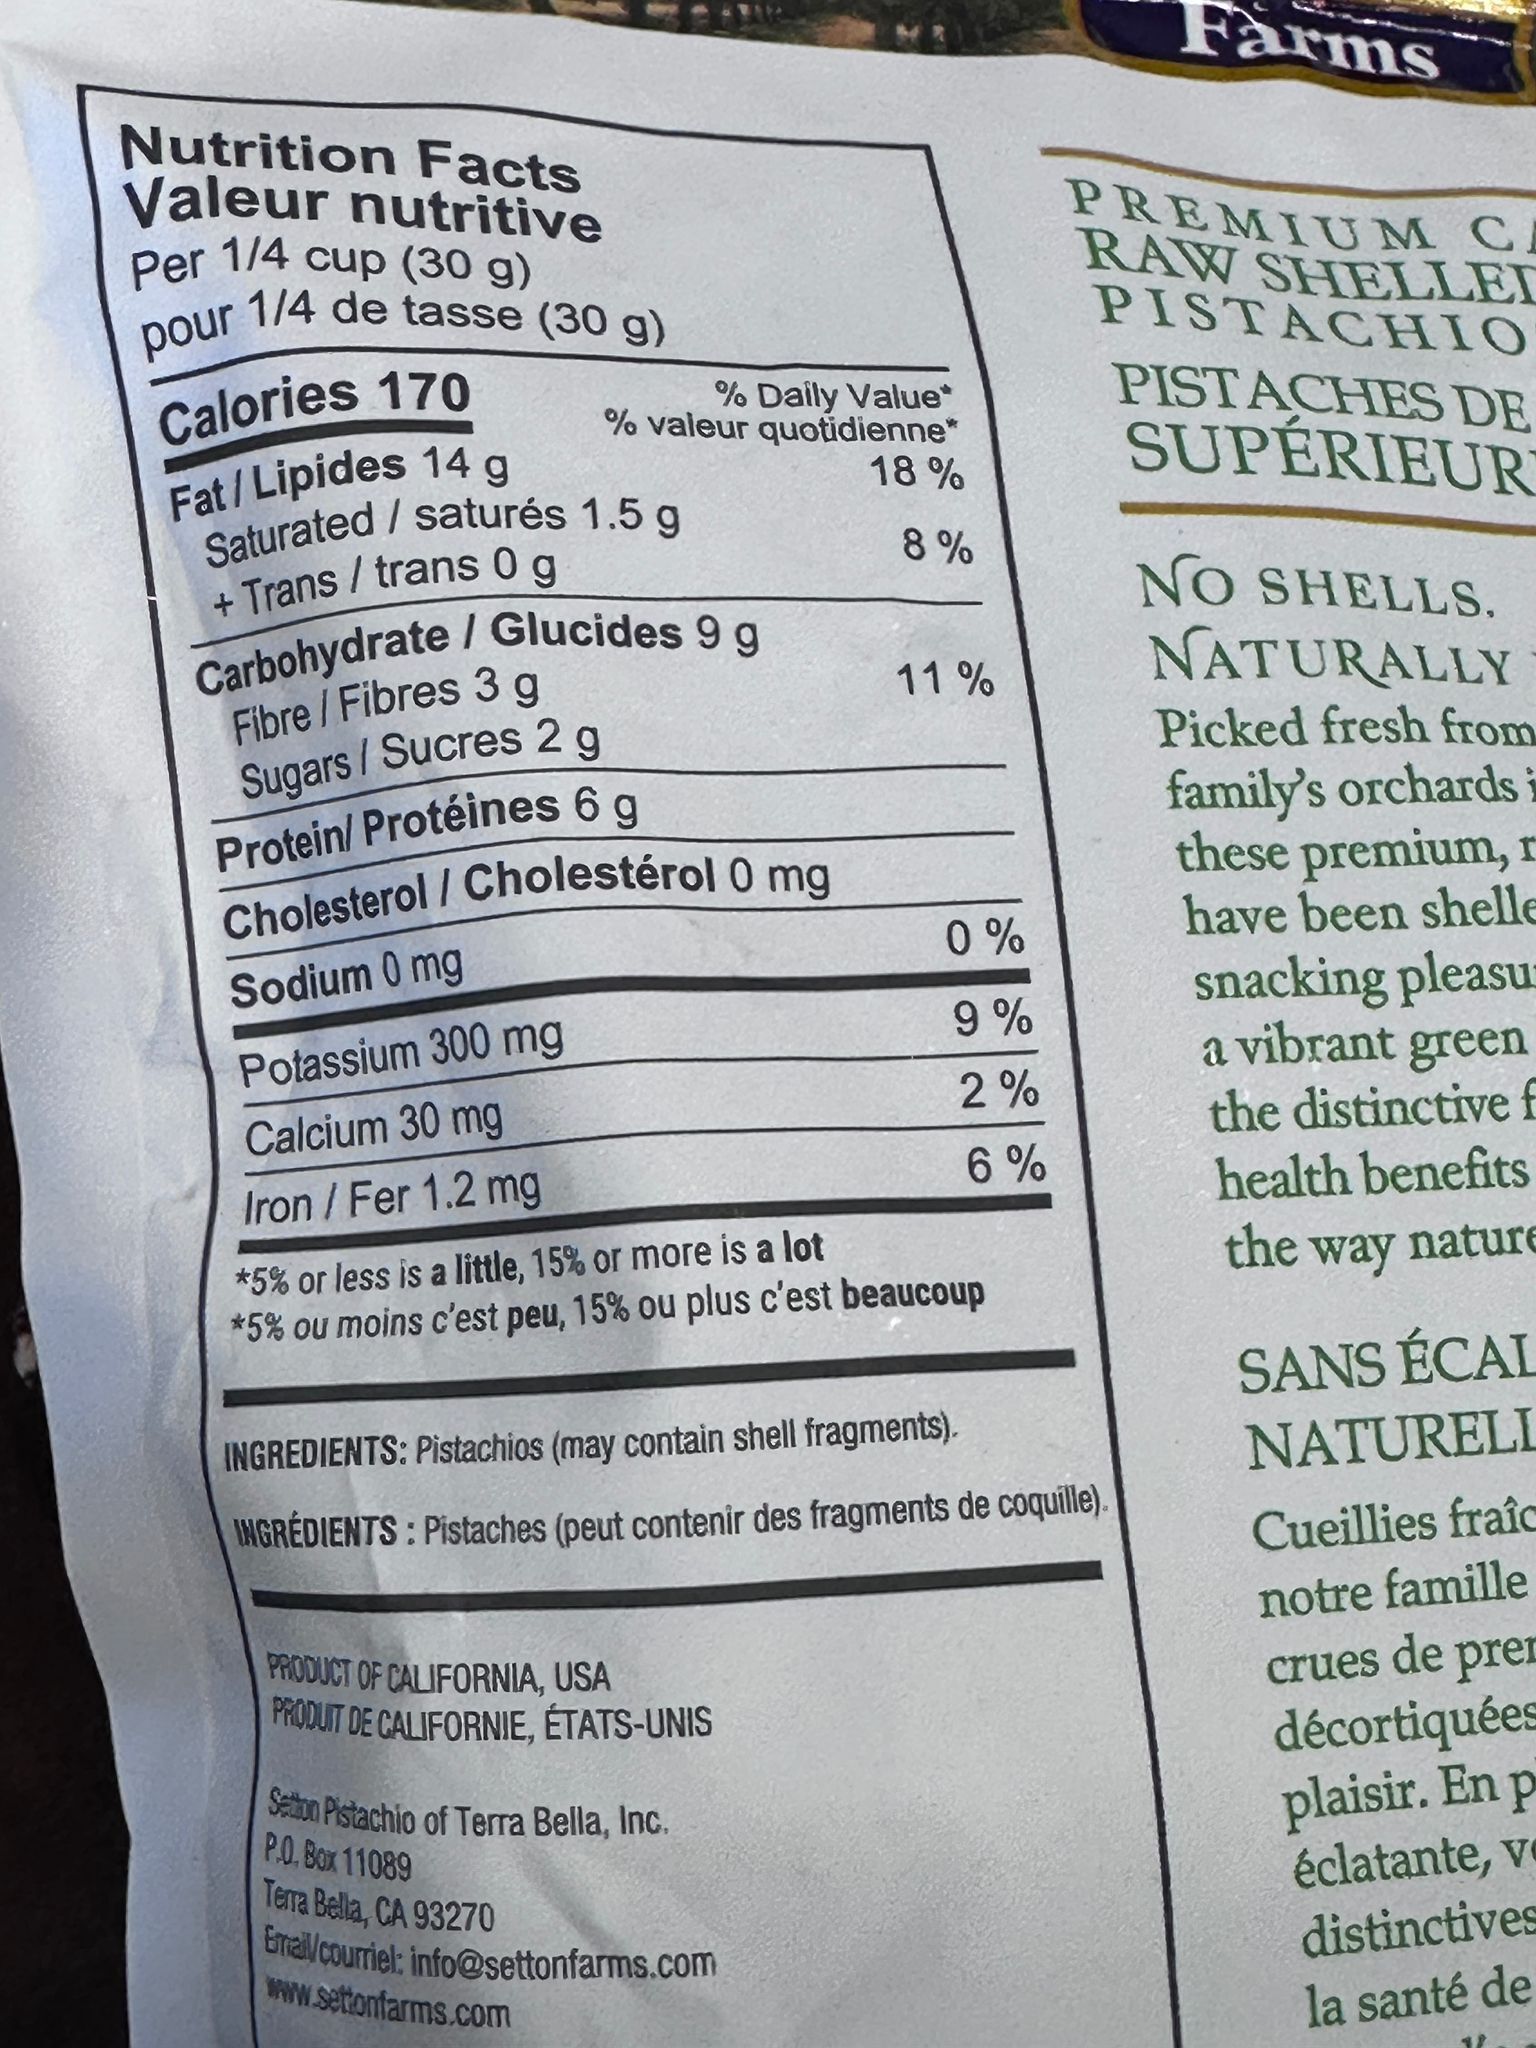 Farms
Nutrition Facts
Valeur nutritive
Per 1/4 cup (30 g)
pour 1/4 de tasse (30 g)
Calories 170
% Daily Value*
% valeur quotidienne*
Fat / Lipides 14 g 18 %
Saturated / saturés 1.5 g
+ Trans / trans 0 g 8 %
Carbohydrate / Glucides 9 g
Fibre / Fibres 3 g 11 %
Sugars / Sucres 2 g
Protein/ Protéines 6 g
Cholesterol / Cholestérol 0 mg
Sodium 0 mg 0 %
Potassium 300 mg 9 %
Calcium 30 mg 2 %
Iron / Fer 1.2 mg 6 %
*5% or less is a little, 15% or more is a lot
*5% ou moins c'est peu, 15% ou plus c'est beaucoup
INGREDIENTS: Pistachios (may contain shell fragments).
INGRÉDIENTS : Pistaches (peut contenir des fragments de coquille).
PRODUCT OF CALIFORNIA, USA
PRODUIT DE CALIFORNIE, ÉTATS-UNIS
Setton Pistachio of Terra Bella, Inc.
P.O. Box 11089
Terra Bella, CA 93270
Email/courriel: info@settonfarms.com
www.settonfarms.com
PREMIUM
RAW SHELLED
PISTACHIO
PISTACHES DE
SUPÉRIEUR
NO SHELLS.
NATURALLY
Picked fresh from
family's orchards
these premium,
have been
snacking
a vibrant green
the distinctive
health benefits
the way
SANS
Cueillies
notre famille
crues de
décortiquées
plaisir. En
éclatante,
distinctives
la santé de